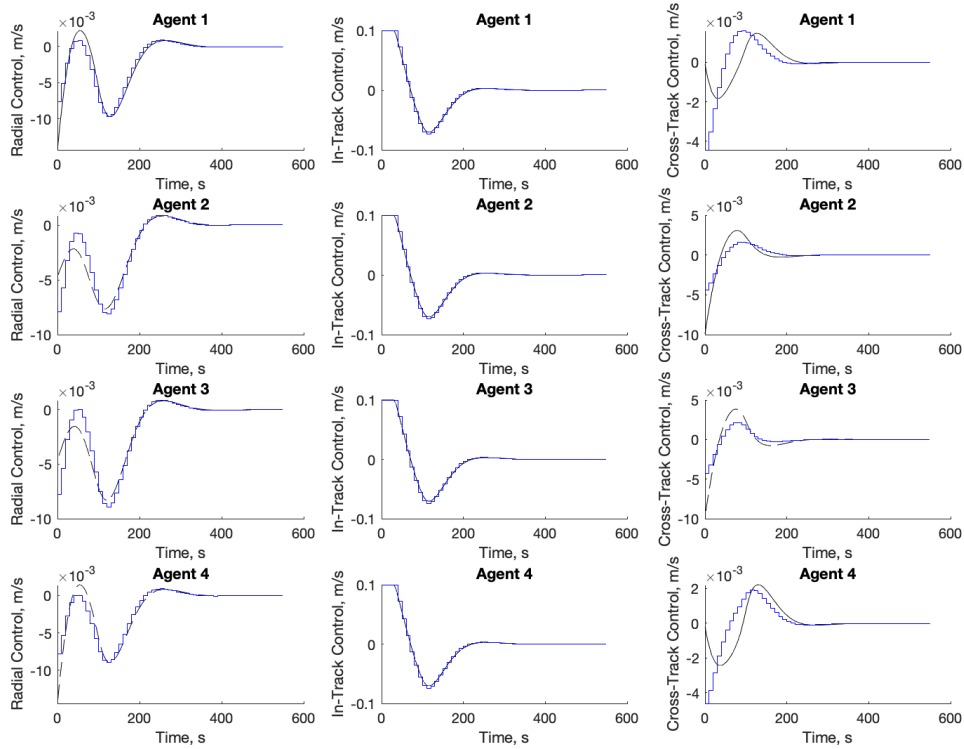 Agent 1
×10⁻³
Radial Control, m/s
0
-5
-10
0 200 400 600
Time, s
Agent 1
In-Track Control, m/s
0.1
0
-0.1
0 200 400 600
Time, s
Agent 1
×10⁻³
Cross-Track Control, m/s
0
-2
-4
0 200 400 600
Time, s
Agent 2
×10⁻³
Radial Control, m/s
0
-5
-10
0 200 400 600
Time, s
Agent 2
In-Track Control, m/s
0.1
0
-0.1
0 200 400 600
Time, s
Agent 2
×10⁻³
Cross-Track Control, m/s
5
0
-5
-10
0 200 400 600
Time, s
Agent 3
×10⁻³
Radial Control, m/s
0
-5
-10
0 200 400 600
Time, s
Agent 3
In-Track Control, m/s
0.1
0
-0.1
0 200 400 600
Time, s
Agent 3
×10⁻³
Cross-Track Control, m/s
5
0
-5
-10
0 200 400 600
Time, s
Agent 4
×10⁻³
Radial Control, m/s
0
-5
-10
0 200 400 600
Time, s
Agent 4
In-Track Control, m/s
0.1
0
-0.1
0 200 400 600
Time, s
Agent 4
×10⁻³
Cross-Track Control, m/s
2
0
-2
-4
0 200 400 600
Time, s